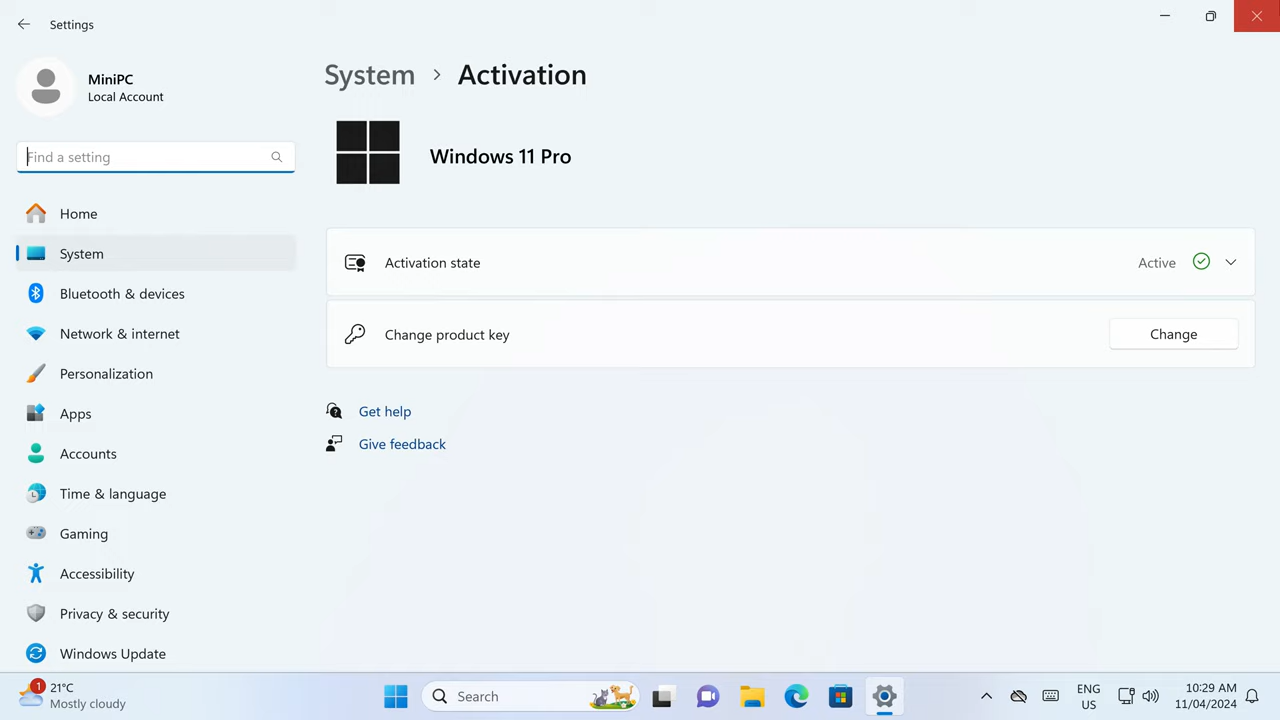 Settings
MiniPC
Local Account
Find a setting
Home
System
Bluetooth & devices
Network & internet
Personalization
Apps
Accounts
Time & language
Gaming
Accessibility
Privacy & security
Windows Update
System > Activation
Windows 11 Pro
Activation state Active
Change product key Change
Get help
Give feedback
1
21°C
Mostly cloudy
Search
ENG
US
10:29 AM
11/04/2024